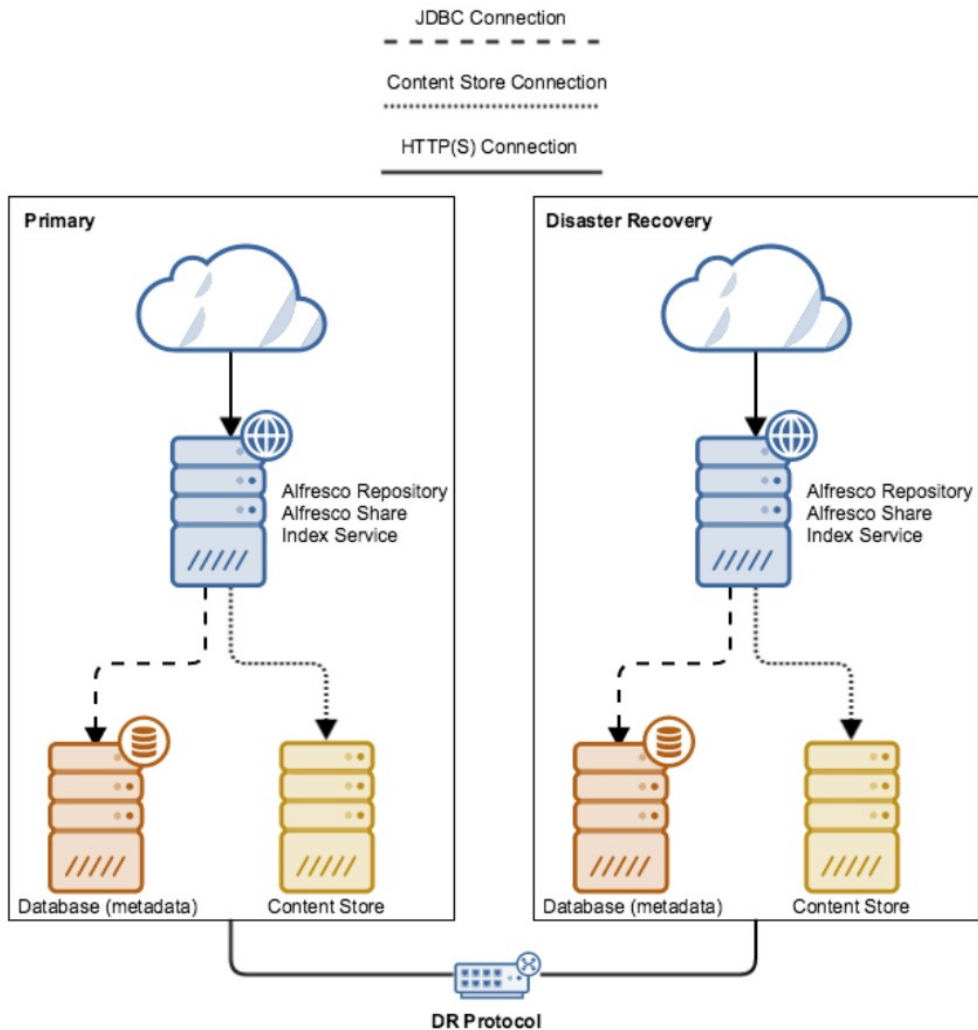 JDBC Connection
Content Store Connection
HTTP(S) Connection
Primary
Alfresco Repository
Alfresco Share
Index Service
Database (metadata)
Content Store
Disaster Recovery
Alfresco Repository
Alfresco Share
Index Service
Database (metadata)
Content Store
DR Protocol